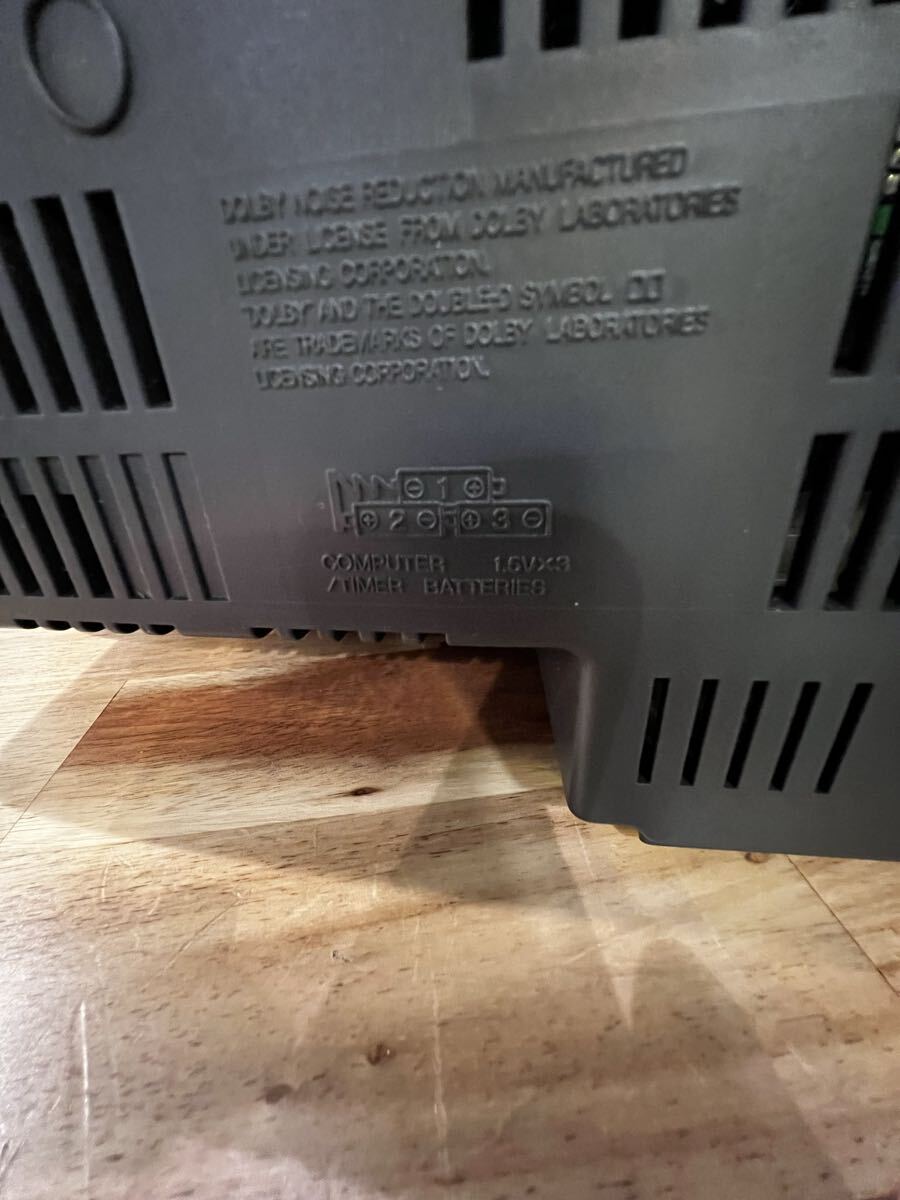 DOLBY NOISE REDUCTION MANUFACTURED
UNDER LICENSE FROM DOLBY LABORATORIES
LICENSING CORPORATION.
"DOLBY" AND THE DOUBLE-D SYMBOL
ARE TRADEMARKS OF DOLBY LABORATORIES
LICENSING CORPORATION.
⊖ 1 ⊕
⊕ 2 ⊖ ⊕ 3 ⊖
COMPUTER 1.5V×3
/TIMER BATTERIES